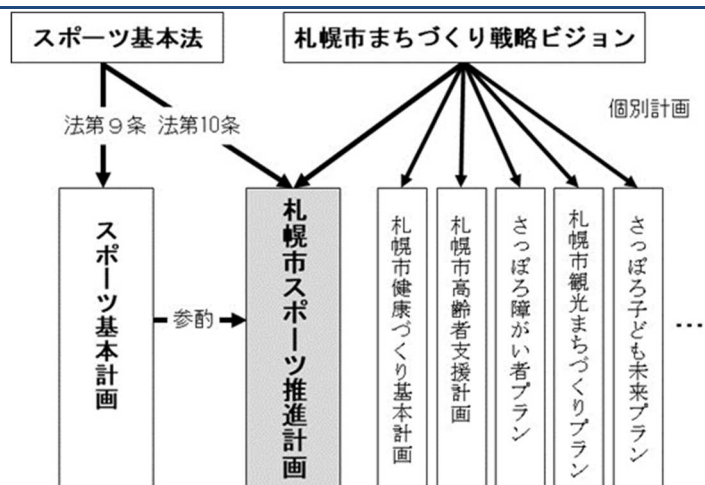 スポーツ基本法
札幌市まちづくり戦略ビジョン
法第９条
法第10条
個別計画
スポーツ基本計画
参酌
札幌市スポーツ推進計画
札幌市健康づくり基本計画
札幌市高齢者支援計画
さっぽろ障がい者プラン
札幌市観光まちづくりプラン
さっぽろ子ども未来プラン
…